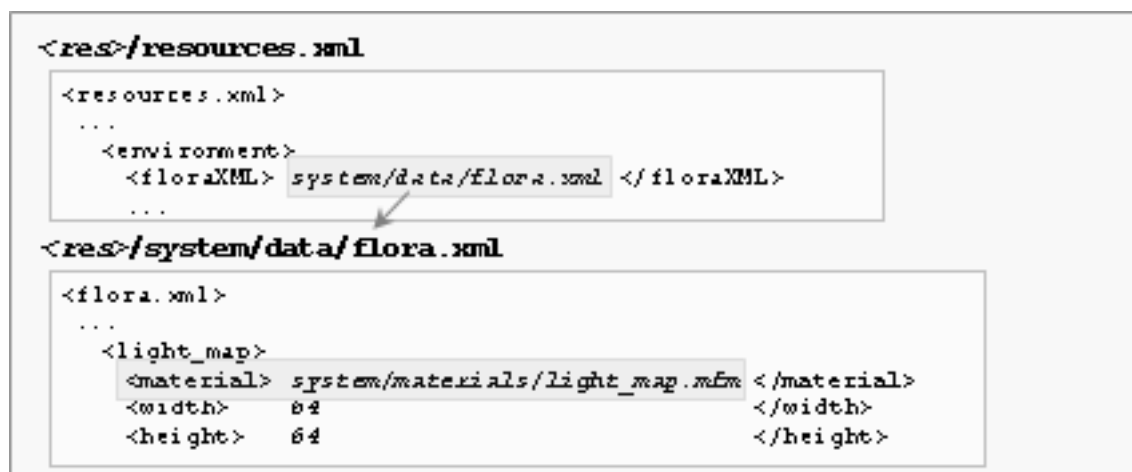 <res>/resources.xml
<resources.xml>
...
<environment>
<floraXML> system/data/flora.xml </floraXML>
...
<res>/system/data/flora.xml
<flora.xml>
...
<light_map>
<material> system/materials/light_map.mfm </material>
<width> 64 </width>
<height> 64 </height>